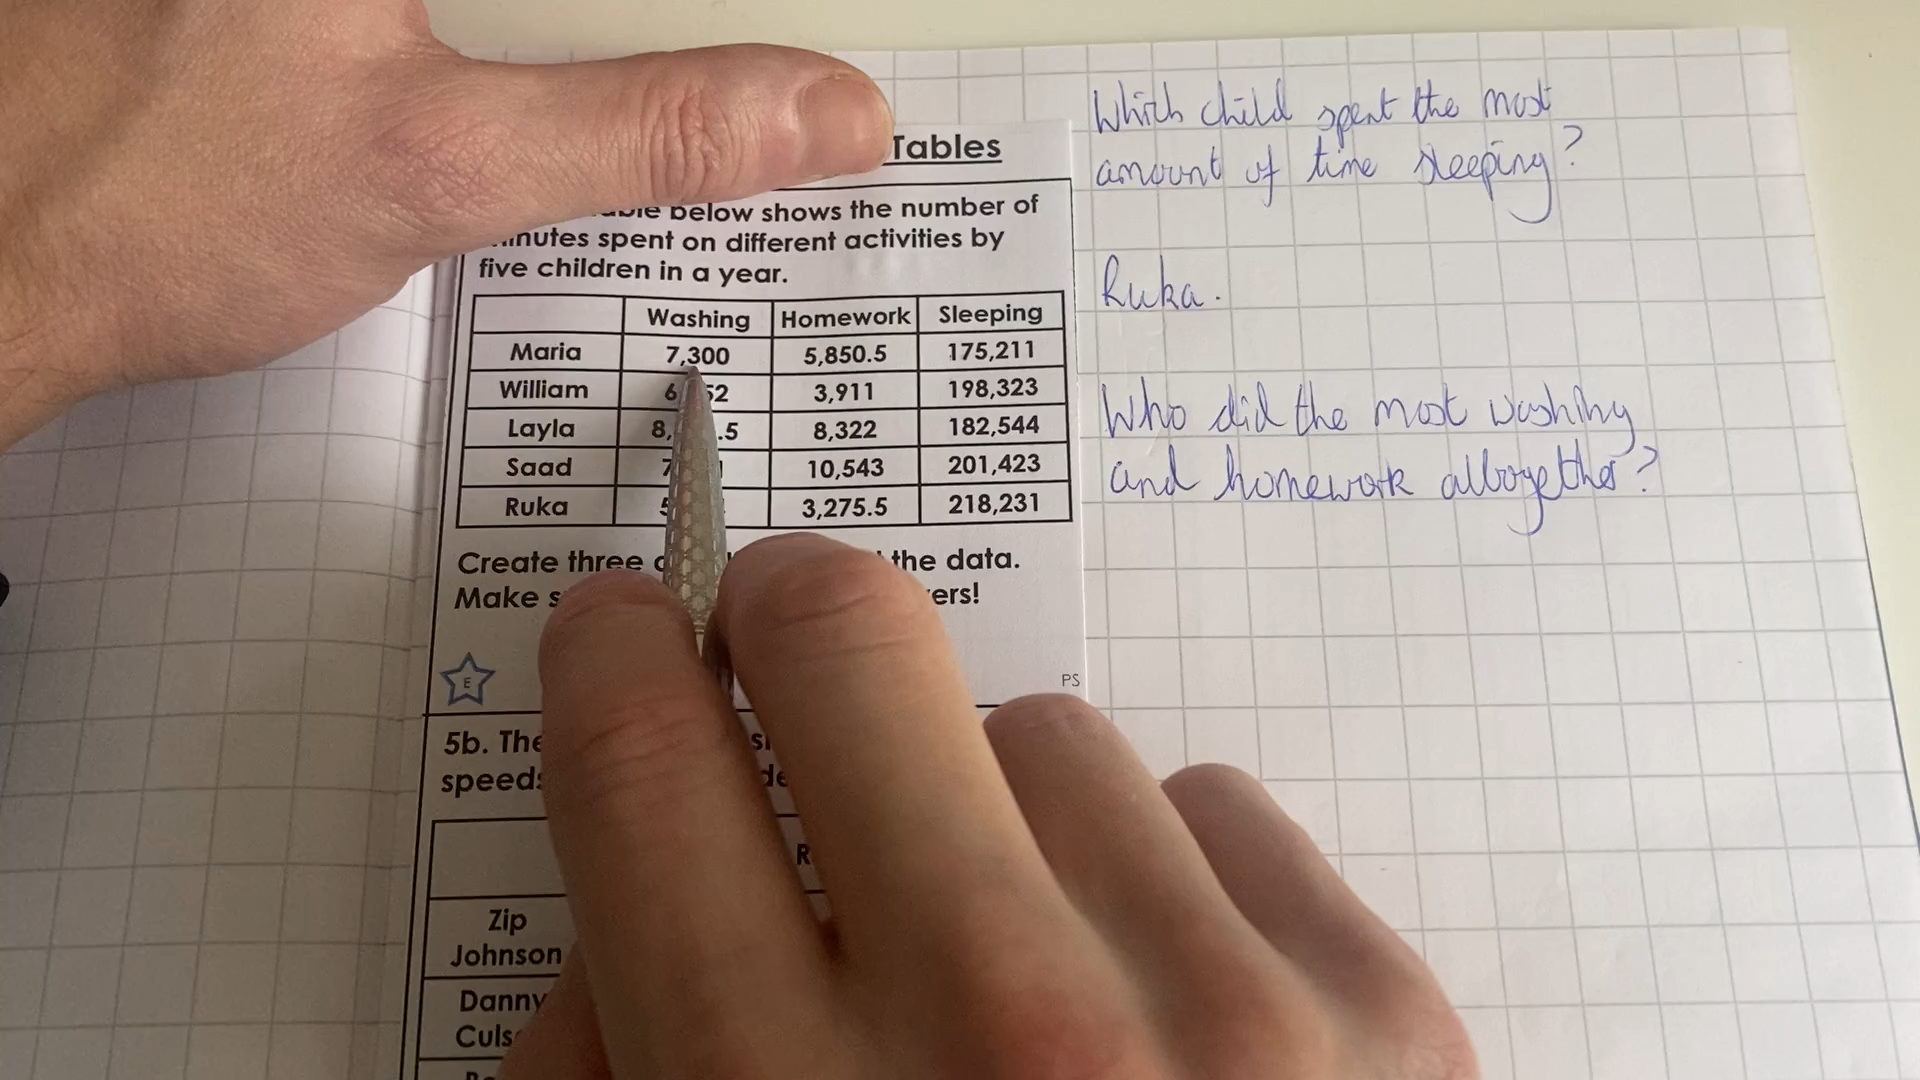 Tables
below shows the number of
minutes spent on different activities by
five children in a year.
Washing Homework Sleeping
Maria 7,300 5,850.5 175,211
William 3,911 198,323
Layla 8,322 182,544
Saad 10,543 201,423
Ruka 3,275.5 218,231
Create three the data.
Make
E
PS
5b. The
speeds
Zip
Johnson
Danny
Which child spent the most
amount of time sleeping?
Ruka.
Who did the most washing
and homework altogether?